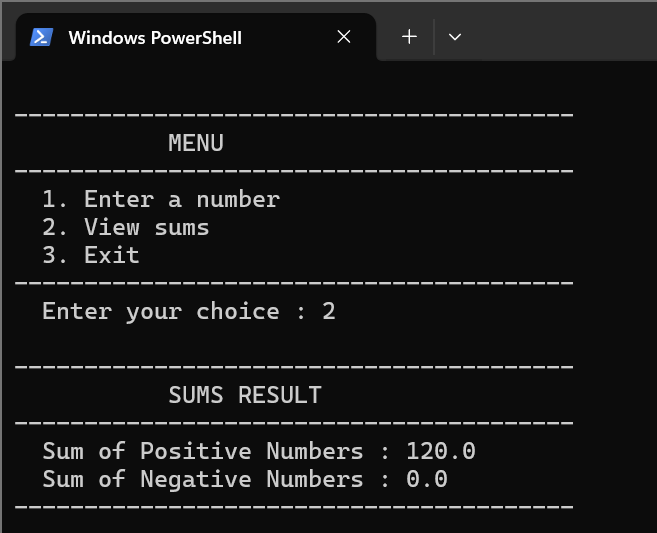 Windows PowerShell
----------------------------------------
MENU
----------------------------------------
1. Enter a number
2. View sums
3. Exit
----------------------------------------
Enter your choice : 2
----------------------------------------
SUMS RESULT
----------------------------------------
Sum of Positive Numbers : 120.0
Sum of Negative Numbers : 0.0
----------------------------------------